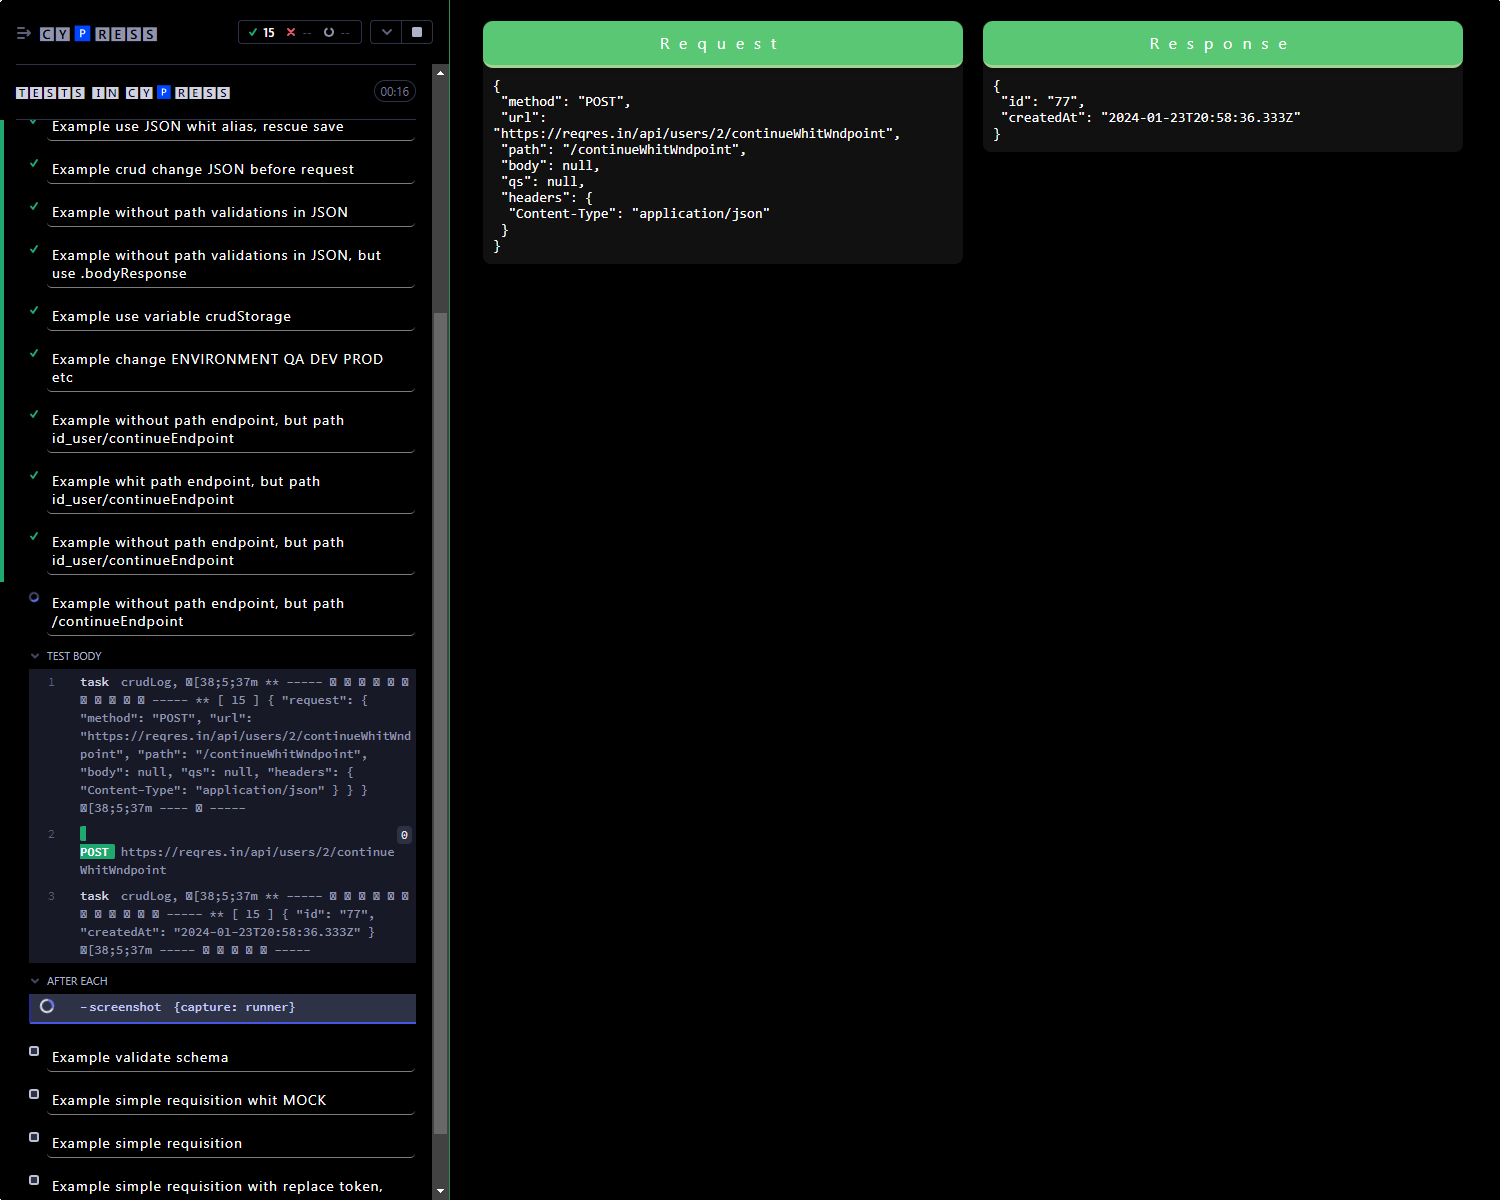 CYPRESS
15 -- --
TESTS IN CYPRESS
00:16
Example use JSON whit alias, rescue save
Example crud change JSON before request
Example without path validations in JSON
Example without path validations in JSON, but
use .bodyResponse
Example use variable crudStorage
Example change ENVIRONMENT QA DEV PROD
etc
Example without path endpoint, but path
id_user/continueEndpoint
Example whit path endpoint, but path
id_user/continueEndpoint
Example without path endpoint, but path
id_user/continueEndpoint
Example without path endpoint, but path
/continueEndpoint
TEST BODY
1 task crudLog, [38;5;37m ** -----
----- ** [ 15 ] { "request": {
"method": "POST", "url":
"https://reqres.in/api/users/2/continueWhitWnd
point", "path": "/continueWhitWndpoint",
"body": null, "qs": null, "headers": {
"Content-Type": "application/json" } } }
[38;5;37m ---- -----
2 0
POST https://reqres.in/api/users/2/continue
WhitWndpoint
3 task crudLog, [38;5;37m ** -----
----- ** [ 15 ] { "id": "77",
"createdAt": "2024-01-23T20:58:36.333Z" }
[38;5;37m ----- -----
AFTER EACH
-screenshot {capture: runner}
Example validate schema
Example simple requisition whit MOCK
Example simple requisition
Example simple requisition with replace token,
Request
{
"method": "POST",
"url":
"https://reqres.in/api/users/2/continueWhitWndpoint",
"path": "/continueWhitWndpoint",
"body": null,
"qs": null,
"headers": {
"Content-Type": "application/json"
}
}
Response
{
"id": "77",
"createdAt": "2024-01-23T20:58:36.333Z"
}